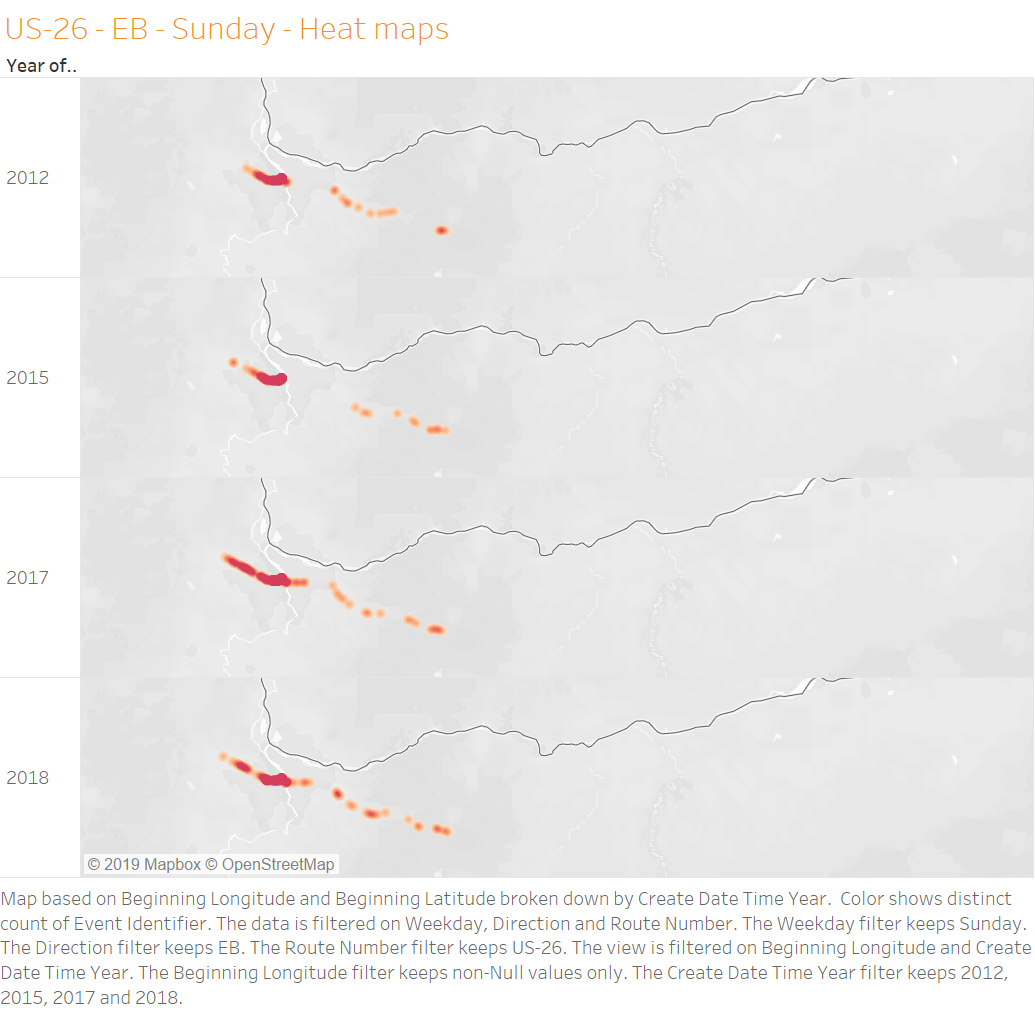 US-26 - EB - Sunday - Heat maps
Year of..
2012
2015
2017
2018
© 2019 Mapbox © OpenStreetMap
Map based on Beginning Longitude and Beginning Latitude broken down by Create Date Time Year.  Color shows distinct
count of Event Identifier. The data is filtered on Weekday, Direction and Route Number. The Weekday filter keeps Sunday.
The Direction filter keeps EB. The Route Number filter keeps US-26. The view is filtered on Beginning Longitude and Create
Date Time Year. The Beginning Longitude filter keeps non-Null values only. The Create Date Time Year filter keeps 2012,
2015, 2017 and 2018.